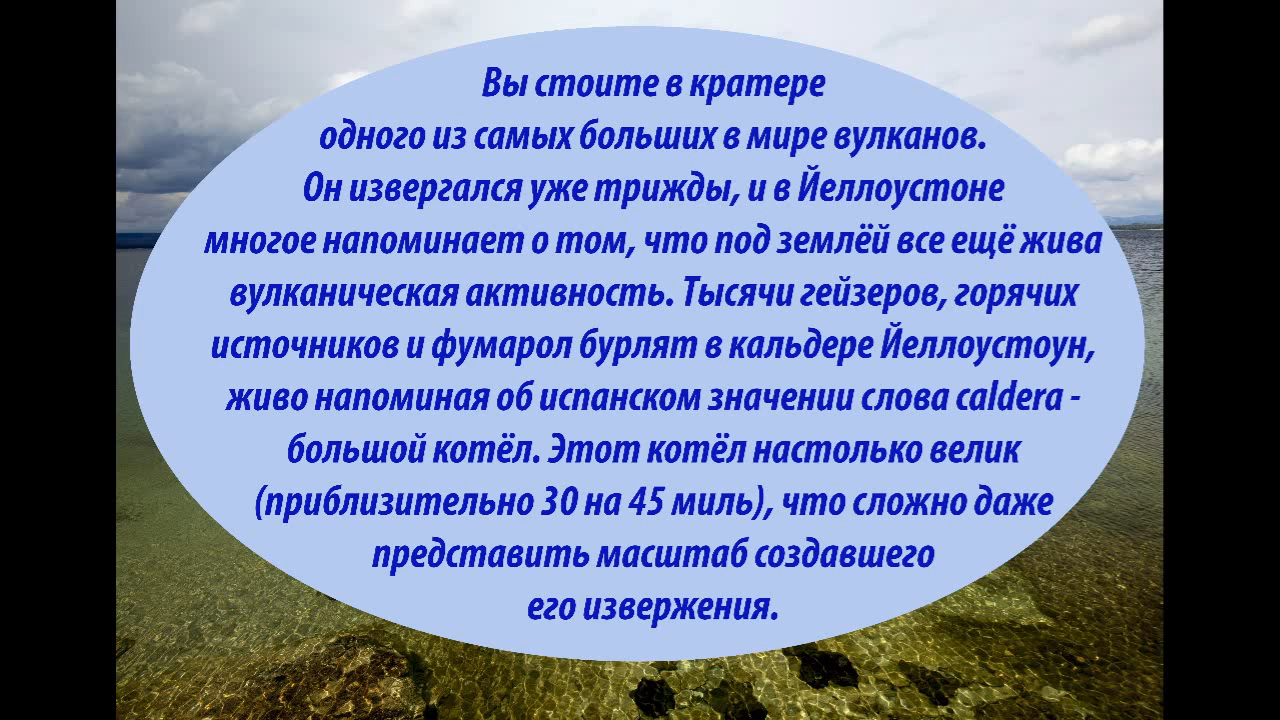 Вы стоите в кратере
одного из самых больших в мире вулканов.
Он извергался уже трижды, и в Йеллоустоне
многое напоминает о том, что под землёй все ещё жива
вулканическая активность. Тысячи гейзеров, горячих
источников и фумарол бурлят в кальдере Йеллоустоун,
живо напоминая об испанском значении слова caldera -
большой котёл. Этот котёл настолько велик
(приблизительно 30 на 45 миль), что сложно даже
представить масштаб создавшего
его извержения.